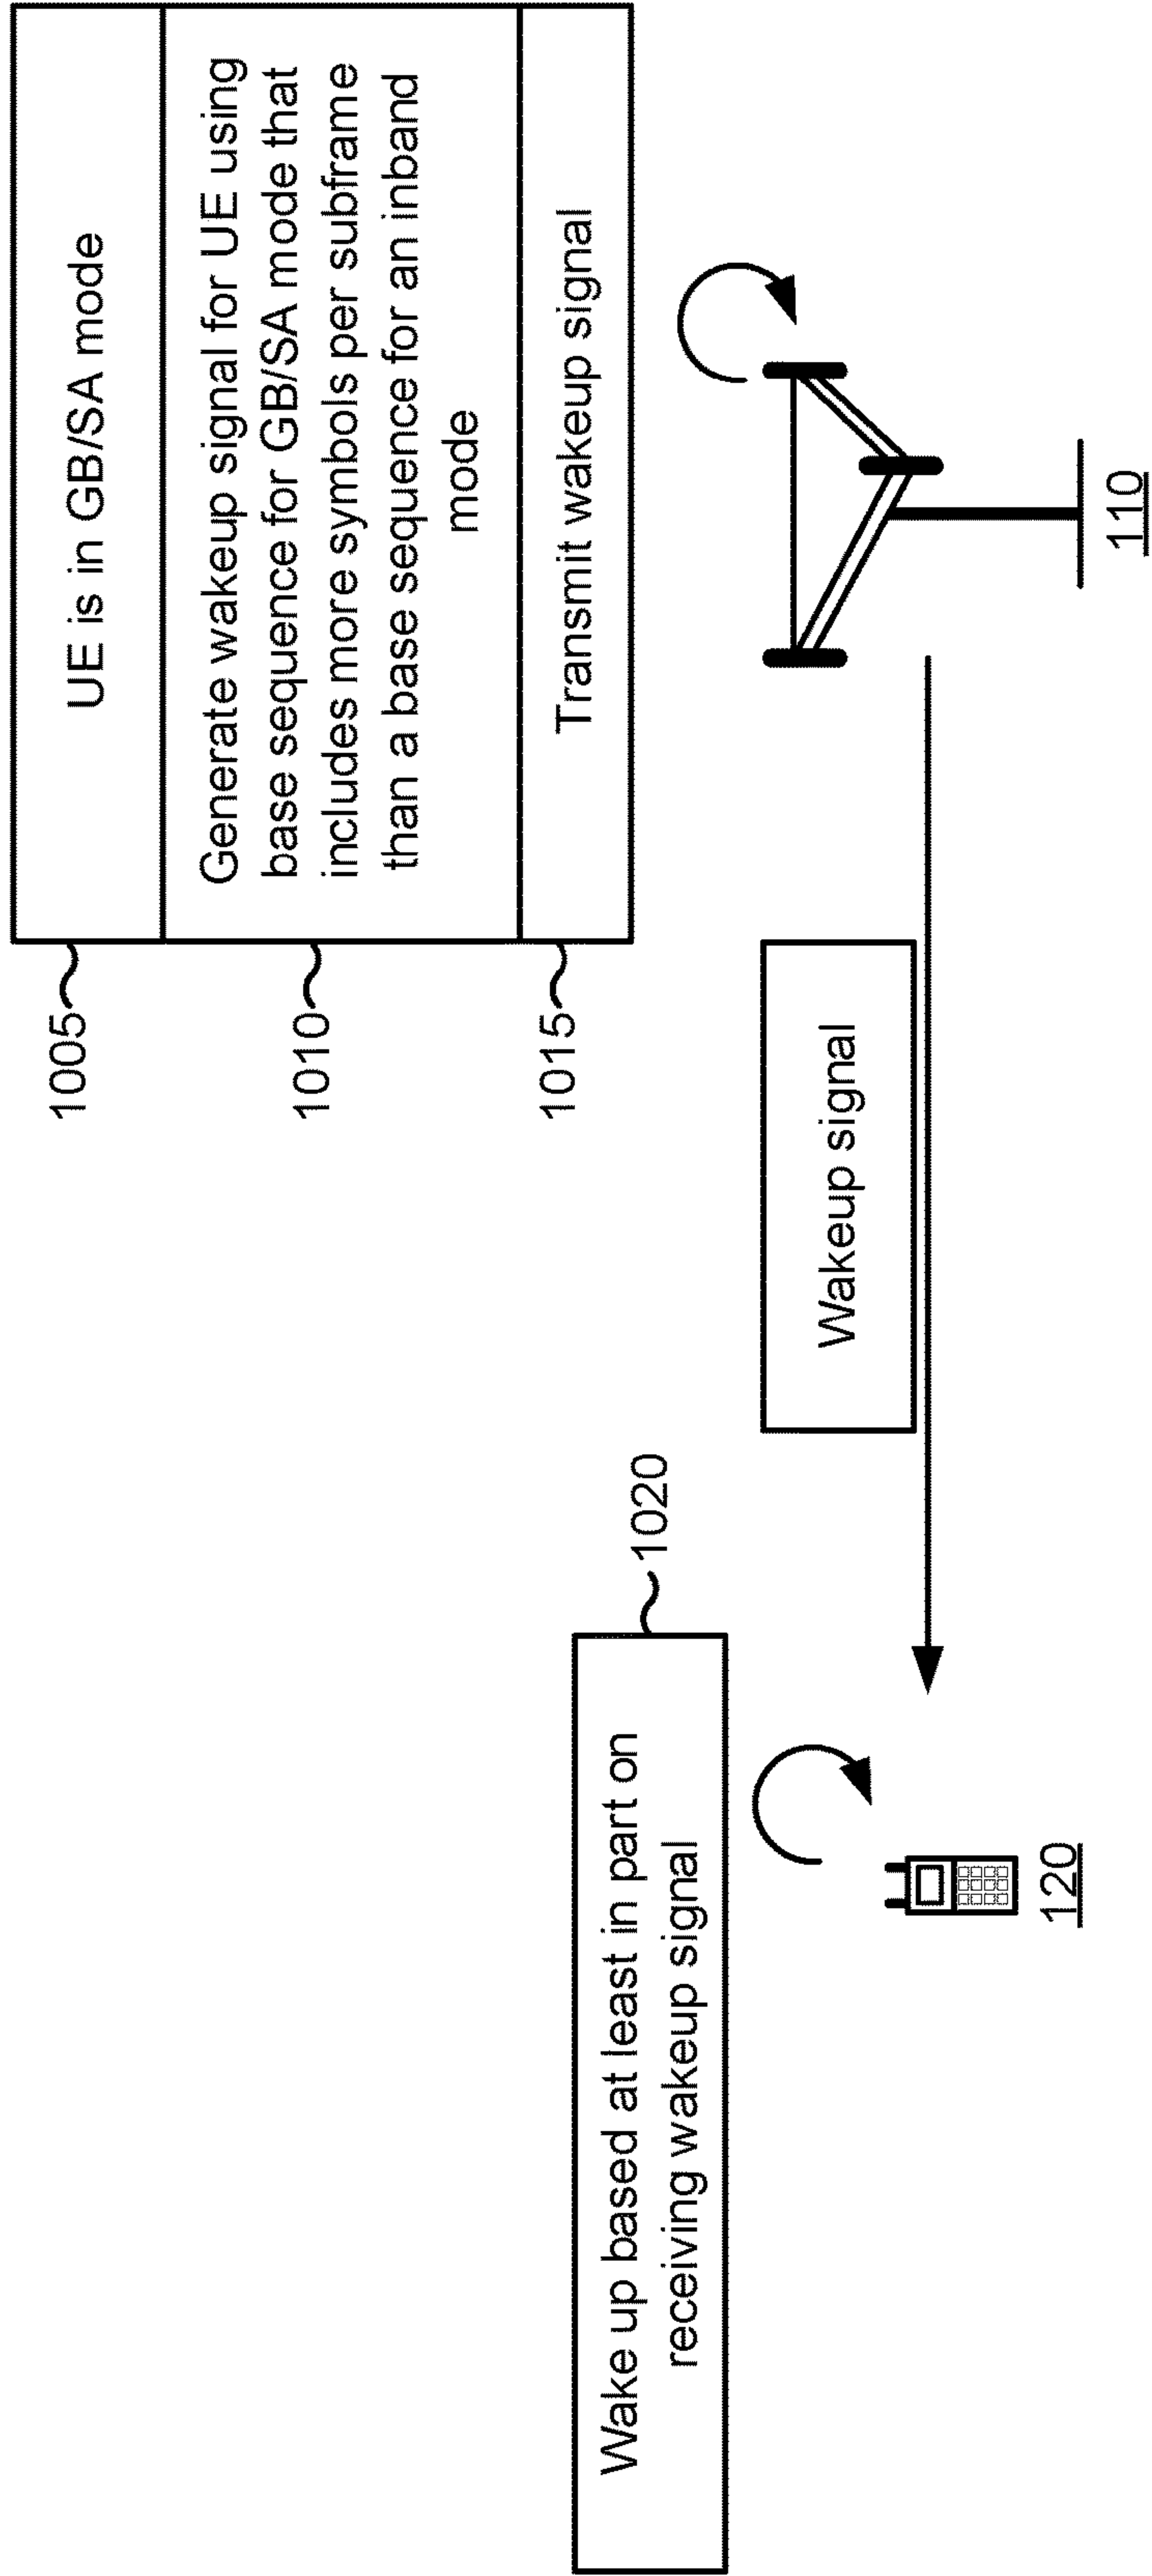 UE is in GB/SA mode
1005
Generate wakeup signal for UE using
base sequence for GB/SA mode that
includes more symbols per subframe
than a base sequence for an inband
mode
1010
Transmit wakeup signal
1015
Wake up based at least in part on
receiving wakeup signal
1020
Wakeup signal
120
110